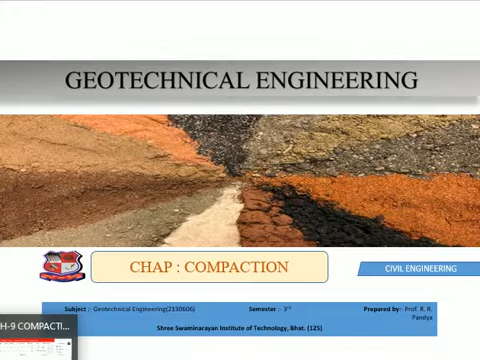 GEOTECHNICAL ENGINEERING
CHAP : COMPACTION
CIVIL ENGINEERING
Subject :- Geotechnical Engineering(2130606) Semester :- 3rd Prepared by:- Prof. R. R. Pandya
Shree Swaminarayan Institute of Technology, Bhat. (125)
H-9 COMPACTI...